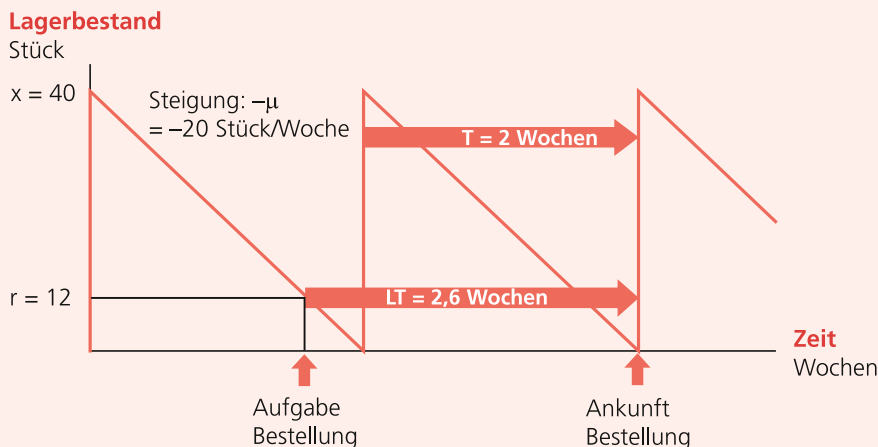 Lagerbestand
Stück
x = 40
Steigung: –μ
= –20 Stück/Woche
T = 2 Wochen
r = 12
LT = 2,6 Wochen
Zeit
Wochen
Aufgabe
Bestellung
Ankunft
Bestellung